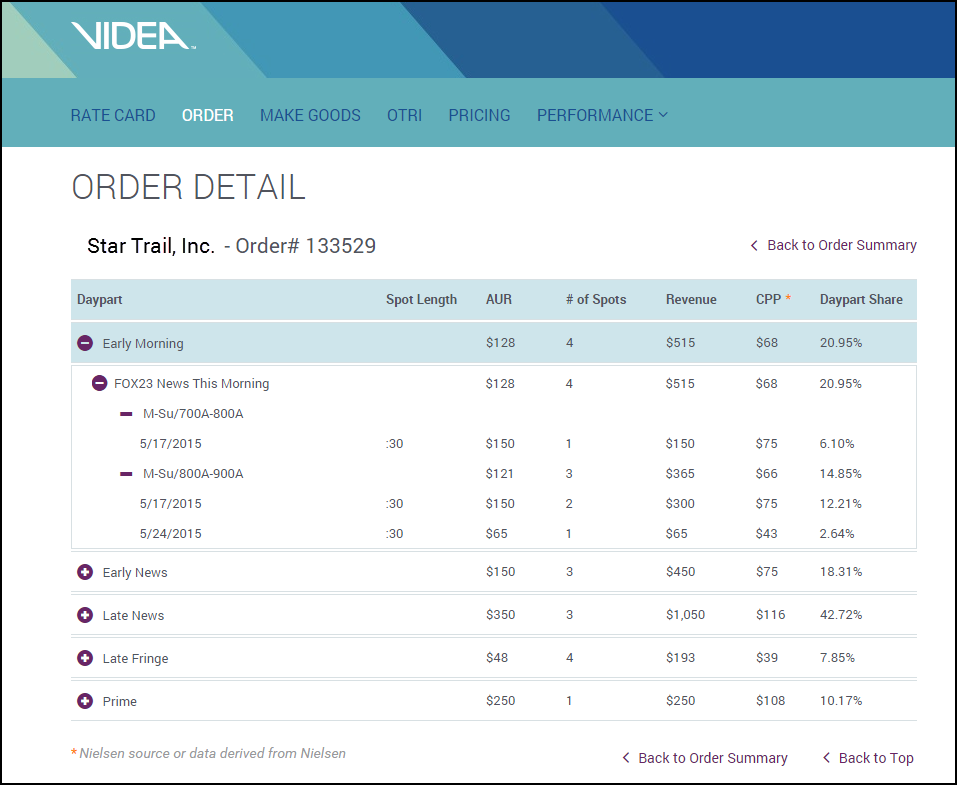 VIDEA™
RATE CARD ORDER MAKE GOODS OTRI PRICING PERFORMANCE
ORDER DETAIL
Star Trail, Inc. - Order# 133529 Back to Order Summary
Daypart Spot Length AUR # of Spots Revenue CPP * Daypart Share
Early Morning $128 4 $515 $68 20.95%
FOX23 News This Morning $128 4 $515 $68 20.95%
M-Su/700A-800A
5/17/2015 :30 $150 1 $150 $75 6.10%
M-Su/800A-900A $121 3 $365 $66 14.85%
5/17/2015 :30 $150 2 $300 $75 12.21%
5/24/2015 :30 $65 1 $65 $43 2.64%
Early News $150 3 $450 $75 18.31%
Late News $350 3 $1,050 $116 42.72%
Late Fringe $48 4 $193 $39 7.85%
Prime $250 1 $250 $108 10.17%
*Nielsen source or data derived from Nielsen
Back to Order Summary Back to Top